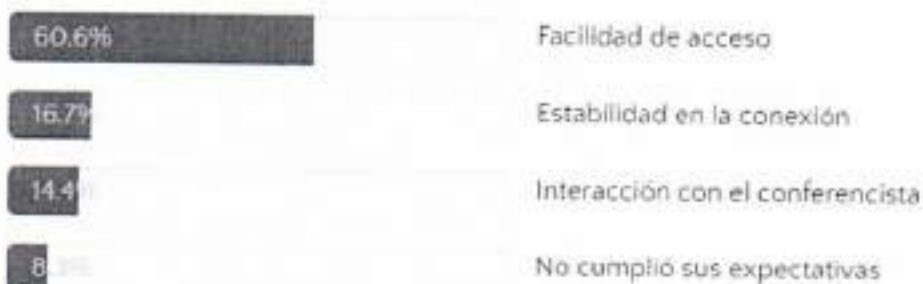 60.6% Facilidad de acceso
16.7% Estabilidad en la conexión
14.4% Interacción con el conferencista
No cumplió sus expectativas